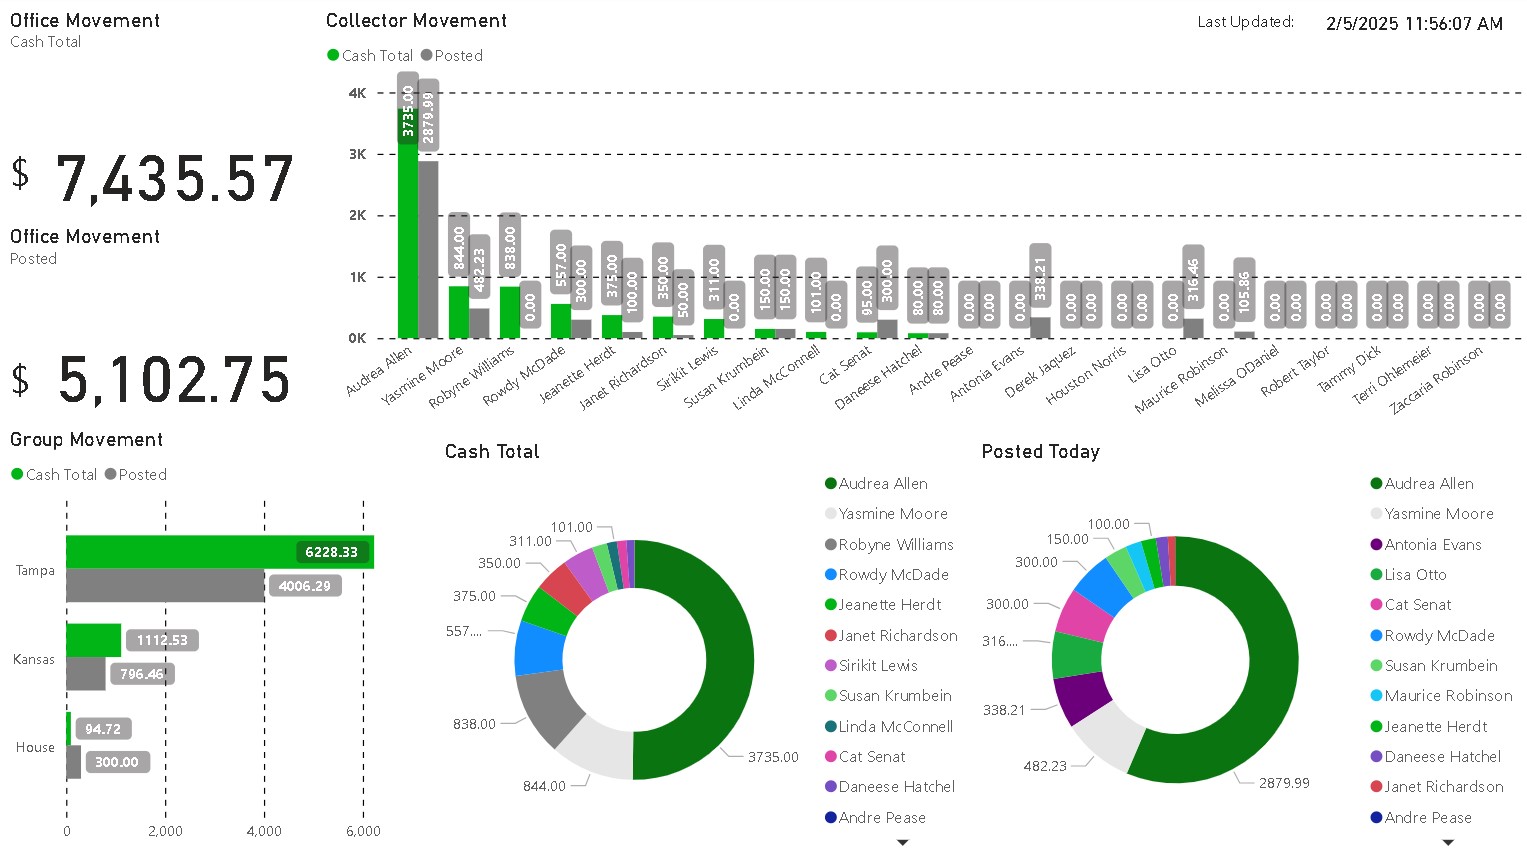 Office Movement
Cash Total
$ 7,435.57
Office Movement
Posted
$ 5,102.75
Collector Movement
Last Updated: 2/5/2025 11:56:07 AM
Cash Total Posted
4K
3K
2K
1K
0K
3735.00 2879.99
844.00 482.23
838.00 0.00
557.00 300.00
375.00 100.00
350.00 50.00
311.00 0.00
150.00 150.00
101.00 0.00
95.00 300.00
80.00 80.00
0.00 0.00
0.00 338.21
0.00 0.00
0.00 0.00
0.00 316.46
0.00 105.86
0.00 0.00
0.00 0.00
0.00 0.00
0.00 0.00
0.00 0.00
Audrea Allen
Yasmine Moore
Robyne Williams
Rowdy McDade
Jeanette Herdt
Janet Richardson
Sirikit Lewis
Susan Krumbein
Linda McConnell
Cat Senat
Daneese Hatchel
Andre Pease
Antonia Evans
Derek Jaquez
Houston Norris
Lisa Otto
Maurice Robinson
Melissa ODaniel
Robert Taylor
Tammy Dick
Terri Ohlemeier
Zaccaria Robinson
Group Movement
Cash Total Posted
Tampa
6228.33
4006.29
Kansas
1112.53
796.46
House
94.72
300.00
0 2,000 4,000 6,000
Cash Total
101.00
311.00
350.00
375.00
557....
838.00
844.00
3735.00
Audrea Allen
Yasmine Moore
Robyne Williams
Rowdy McDade
Jeanette Herdt
Janet Richardson
Sirikit Lewis
Susan Krumbein
Linda McConnell
Cat Senat
Daneese Hatchel
Andre Pease
Posted Today
100.00
150.00
300.00
300.00
316....
338.21
482.23
2879.99
Audrea Allen
Yasmine Moore
Antonia Evans
Lisa Otto
Cat Senat
Rowdy McDade
Susan Krumbein
Maurice Robinson
Jeanette Herdt
Daneese Hatchel
Janet Richardson
Andre Pease